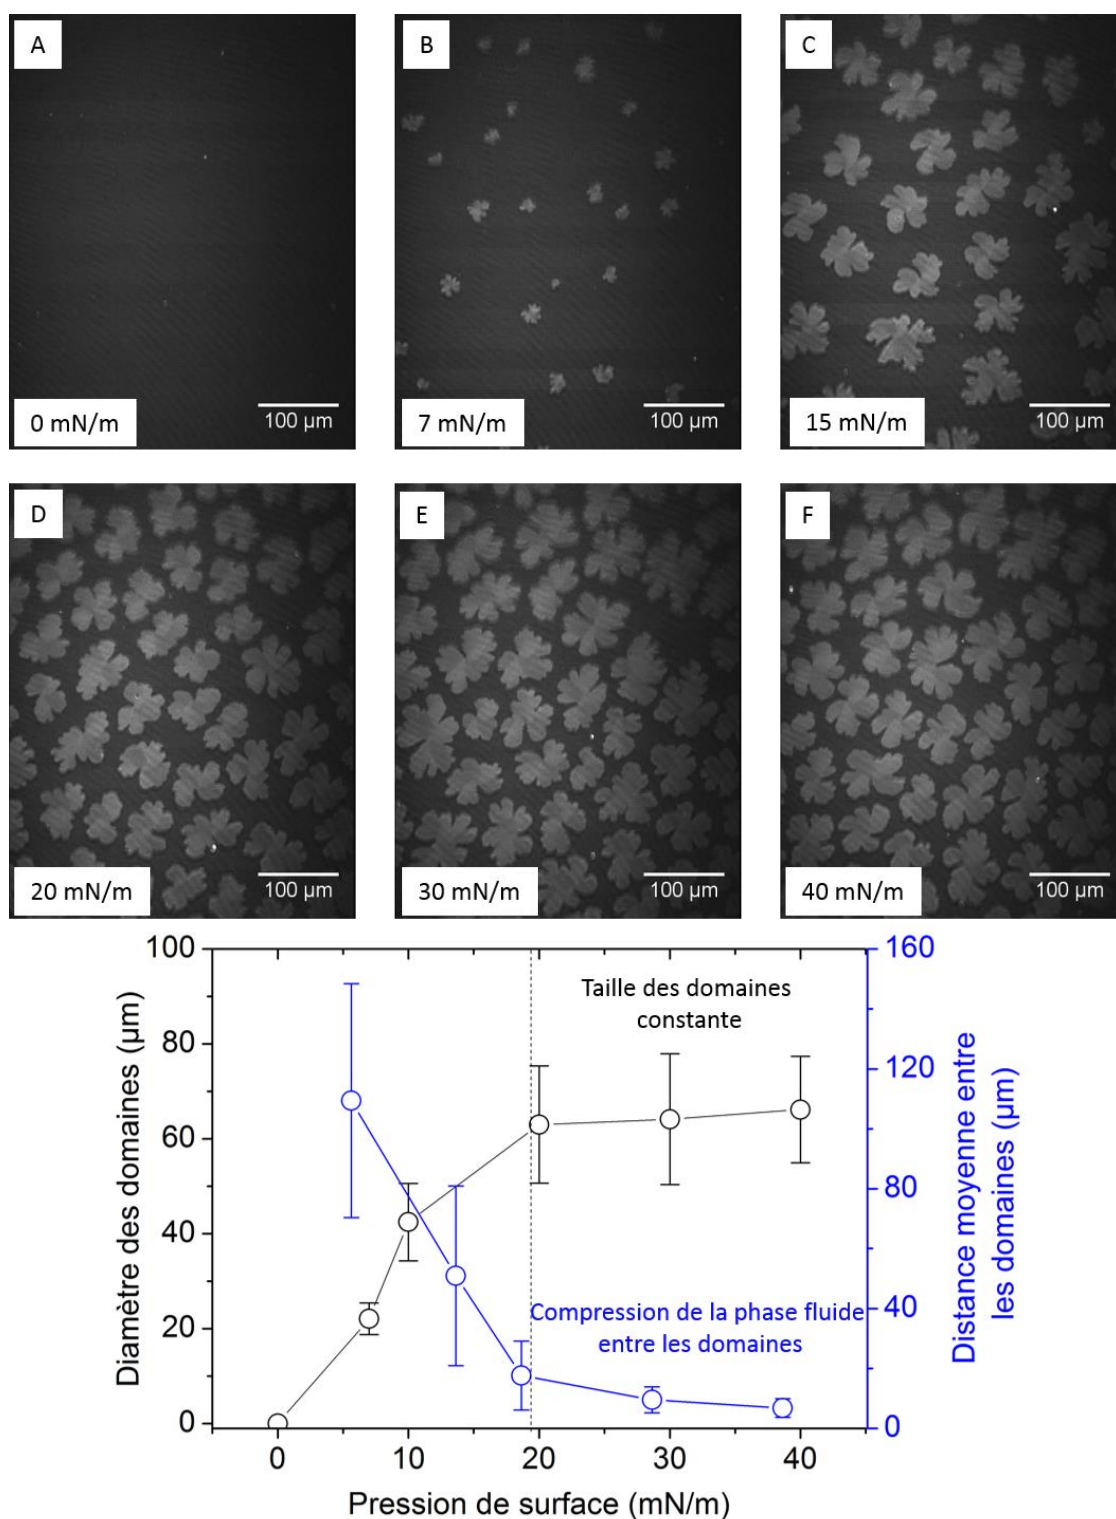 A
B
C
0 mN/m
100 µm
7 mN/m
100 µm
15 mN/m
100 µm
D
E
F
20 mN/m
100 µm
30 mN/m
100 µm
40 mN/m
100 µm
100
80
60
40
20
0
Diamètre des domaines (µm)
160
120
80
40
0
Distance moyenne entre
les domaines (µm)
Taille des domaines
constante
Compression de la phase fluide
entre les domaines
0
10
20
30
40
Pression de surface (mN/m)